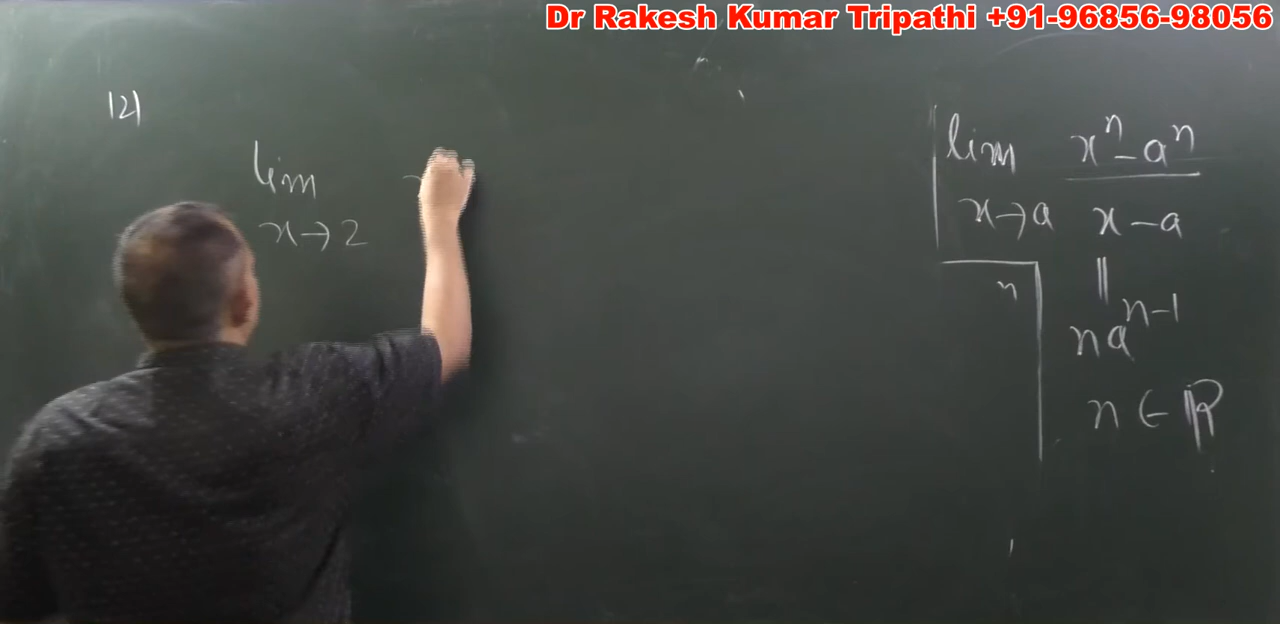 Dr Rakesh Kumar Tripathi +91-96856-98056
12)
lim
x→2
lim xⁿ-aⁿ
x→a x-a
n ||
naⁿ⁻¹
n ∈ ℝ